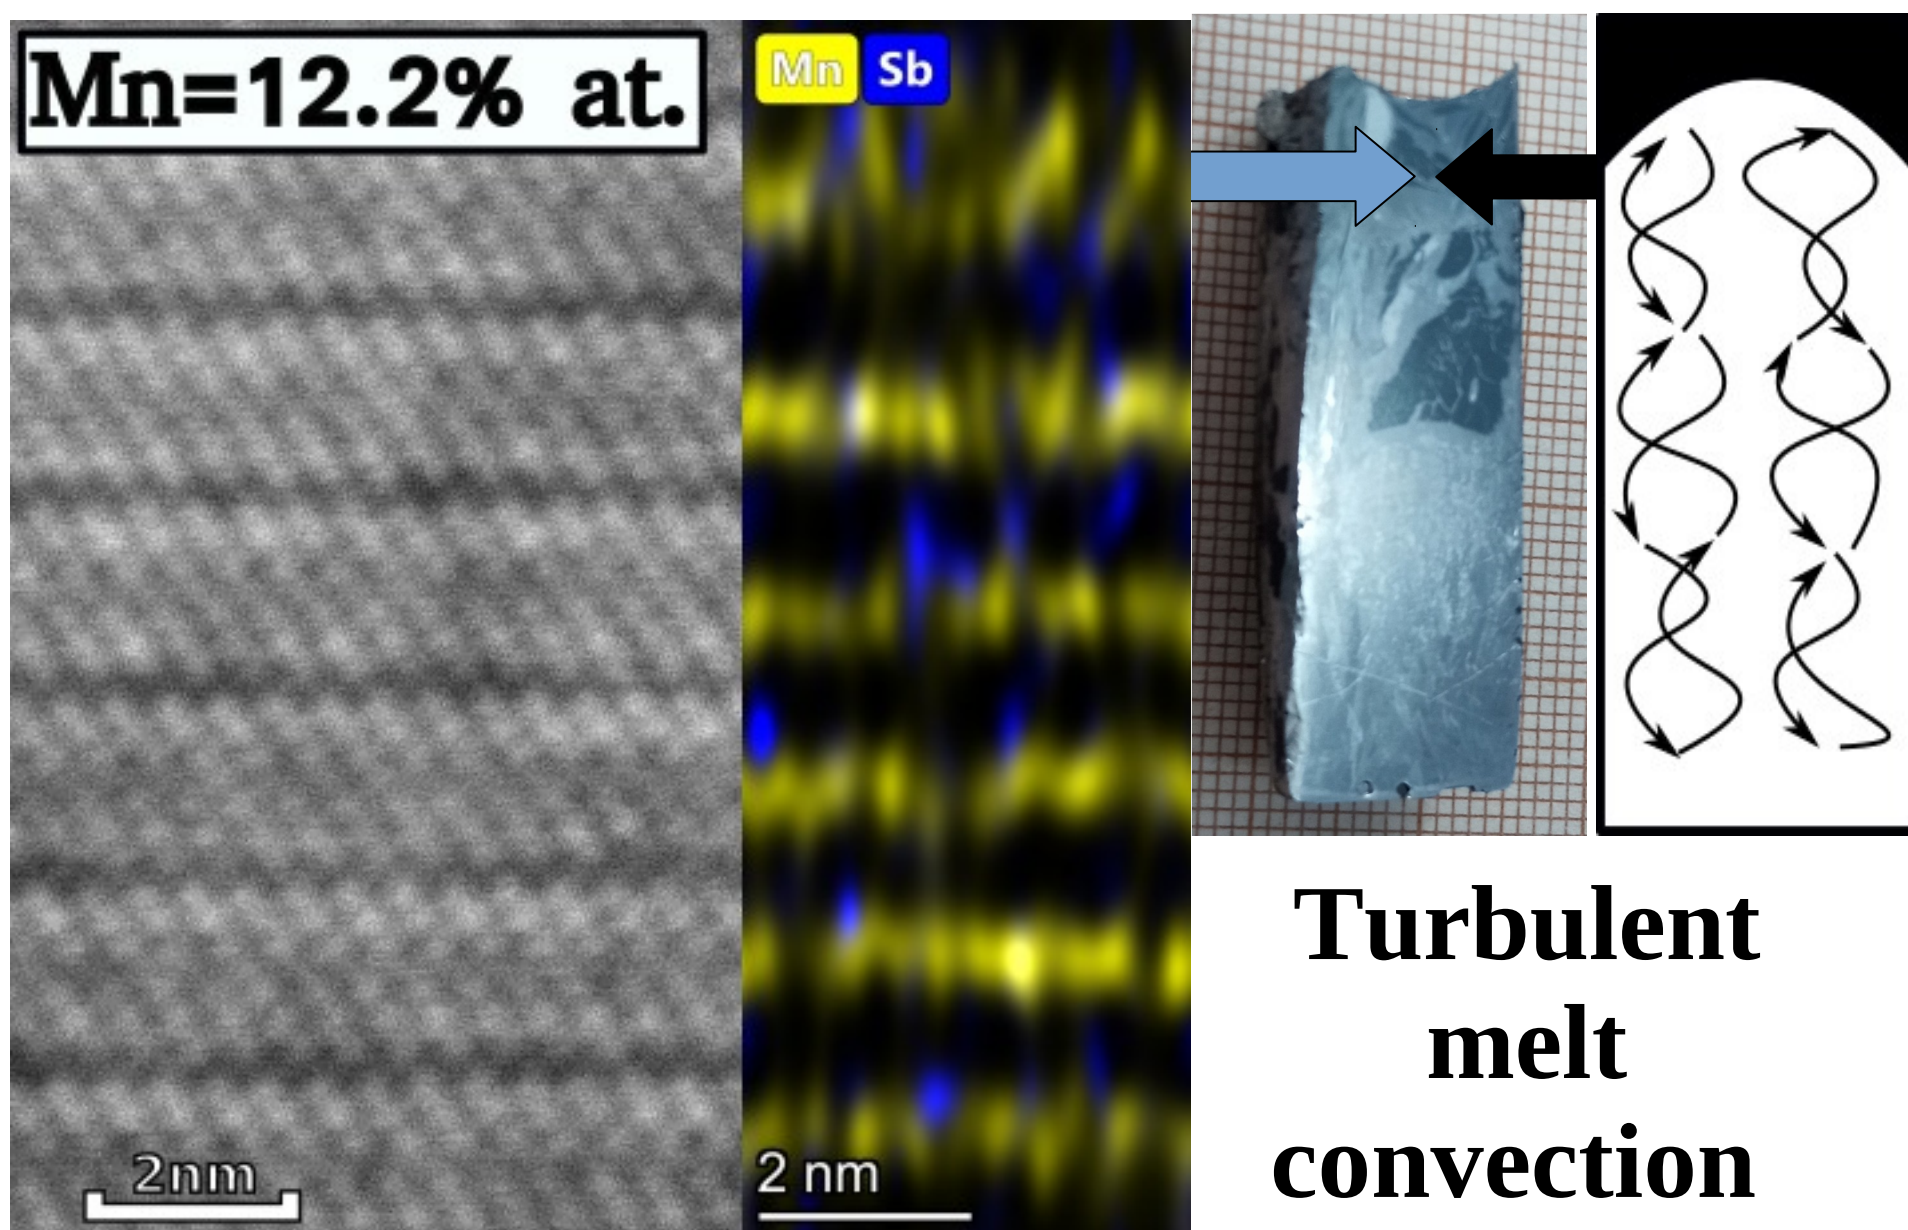 Mn=12.2% at.
Mn Sb
2nm
2 nm
Turbulent
melt
convection